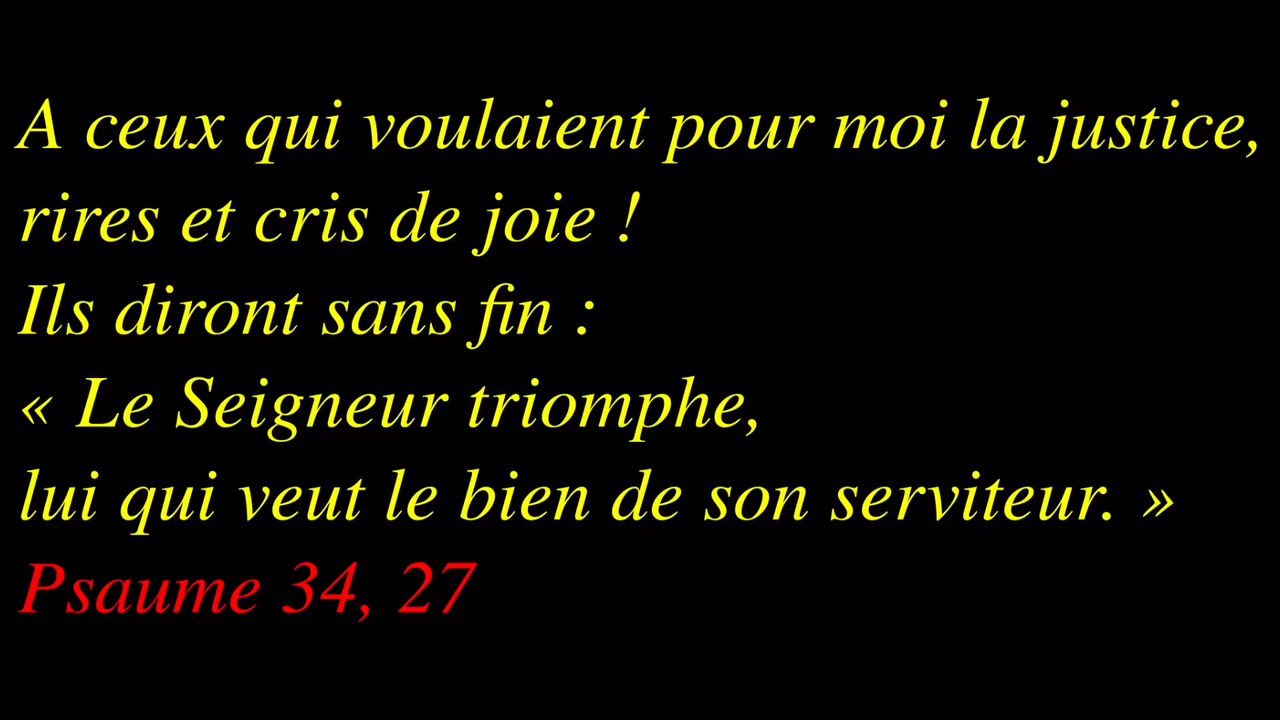 A ceux qui voulaient pour moi la justice,
rires et cris de joie !
Ils diront sans fin :
« Le Seigneur triomphe,
lui qui veut le bien de son serviteur. »
Psaume 34, 27